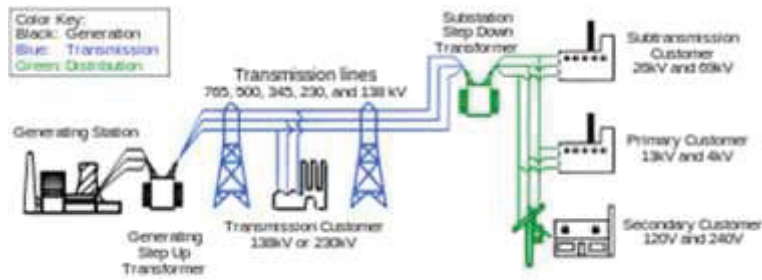 Color Key:
Black: Generation
Blue: Transmission
Green: Distribution
Substation
Step Down
Transformer
Subtransmission
Customer
26kV and 69kV
Transmission lines
765, 500, 345, 230, and 138 kV
Generating Station
Primary Customer
13kV and 4kV
Transmission Customer
138kV or 230kV
Generating
Step Up
Transformer
Secondary Customer
120V and 240V